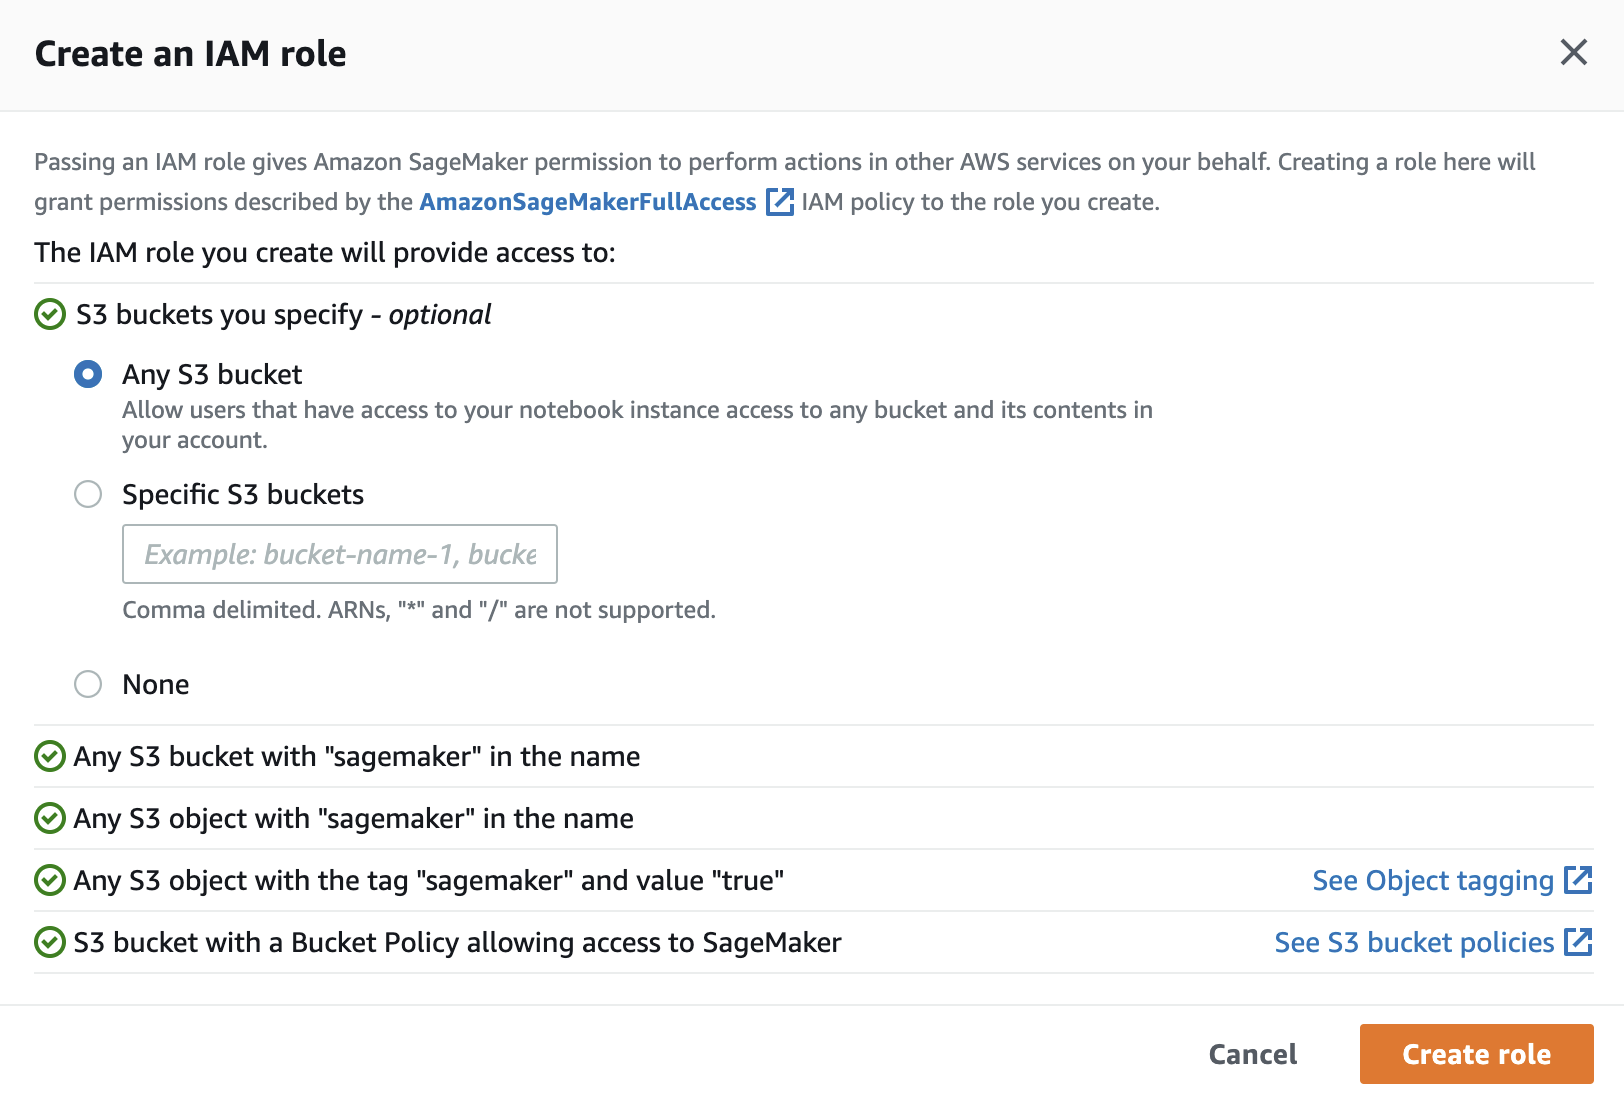 Create an IAM role
Passing an IAM role gives Amazon SageMaker permission to perform actions in other AWS services on your behalf. Creating a role here will
grant permissions described by the AmazonSageMakerFullAccess IAM policy to the role you create.
The IAM role you create will provide access to:
S3 buckets you specify - optional
Any S3 bucket
Allow users that have access to your notebook instance access to any bucket and its contents in
your account.
Specific S3 buckets
Example: bucket-name-1, bucke
Comma delimited. ARNs, "*" and "/" are not supported.
None
Any S3 bucket with "sagemaker" in the name
Any S3 object with "sagemaker" in the name
Any S3 object with the tag "sagemaker" and value "true" See Object tagging
S3 bucket with a Bucket Policy allowing access to SageMaker See S3 bucket policies
Cancel Create role